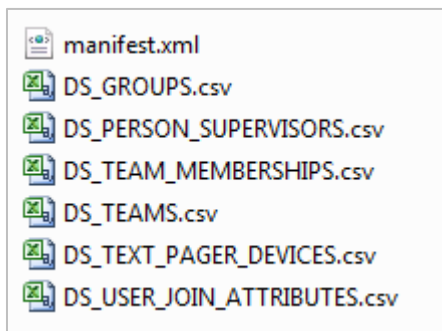 manifest.xml
DS_GROUPS.csv
DS_PERSON_SUPERVISORS.csv
DS_TEAM_MEMBERSHIPS.csv
DS_TEAMS.csv
DS_TEXT_PAGER_DEVICES.csv
DS_USER_JOIN_ATTRIBUTES.csv